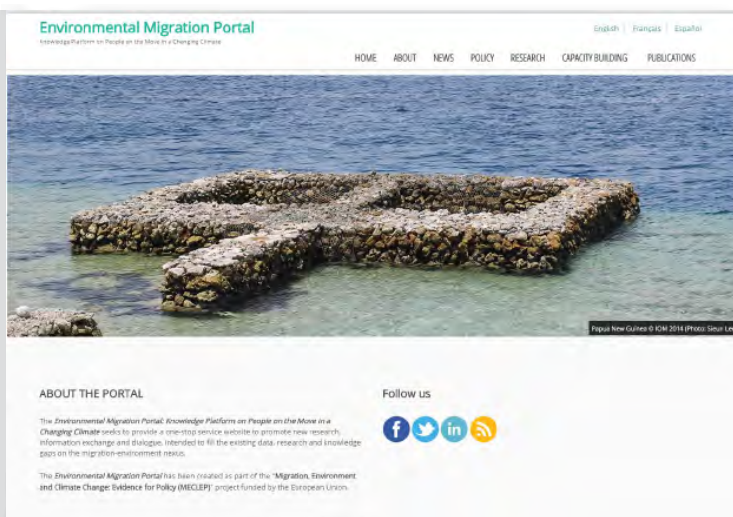 Environmental Migration Portal
Knowledge Platform on People on the Move in a Changing Climate
English | Français | Español
HOME ABOUT NEWS POLICY RESEARCH CAPACITY BUILDING PUBLICATIONS
Papua New Guinea © IOM 2014 (Photo: Sieun Lee
ABOUT THE PORTAL
The Environmental Migration Portal: Knowledge Platform on People on the Move in a
Changing Climate seeks to provide a one-stop service website to promote new research,
information exchange and dialogue, intended to fill the existing data, research and knowledge
gaps on the migration-environment nexus.
The Environmental Migration Portal has been created as part of the "Migration, Environment
and Climate Change: Evidence for Policy (MECLEP)" project funded by the European Union.
Follow us